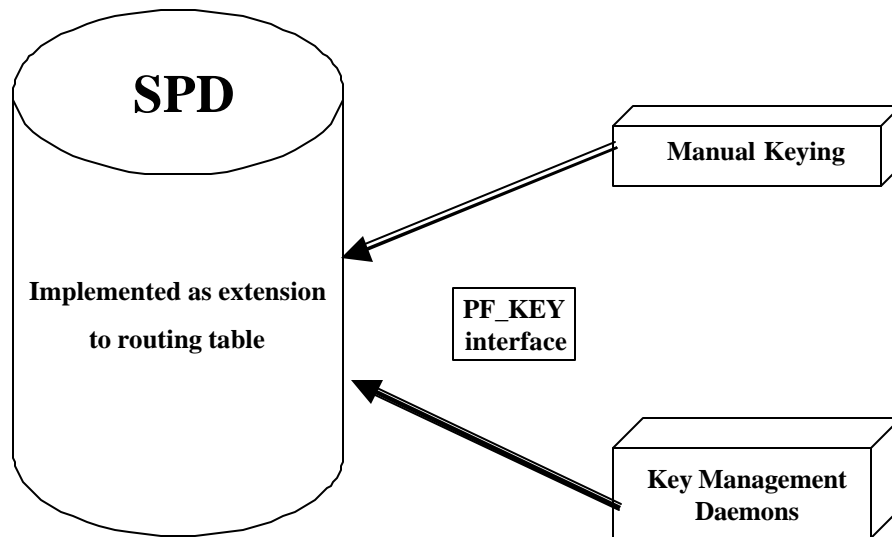 SPD
Manual Keying
Implemented as extension
to routing table
PF_KEY
interface
Key Management
Daemons